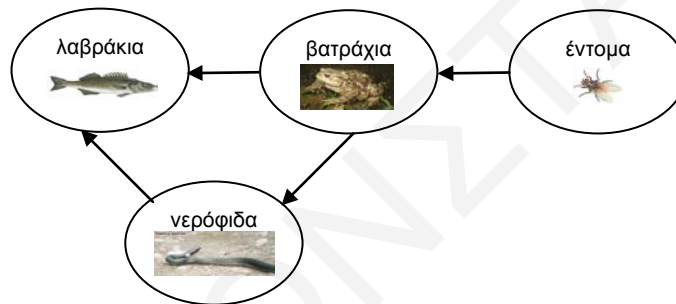 λαβράκια
βατράχια
έντομα
νερόφιδα